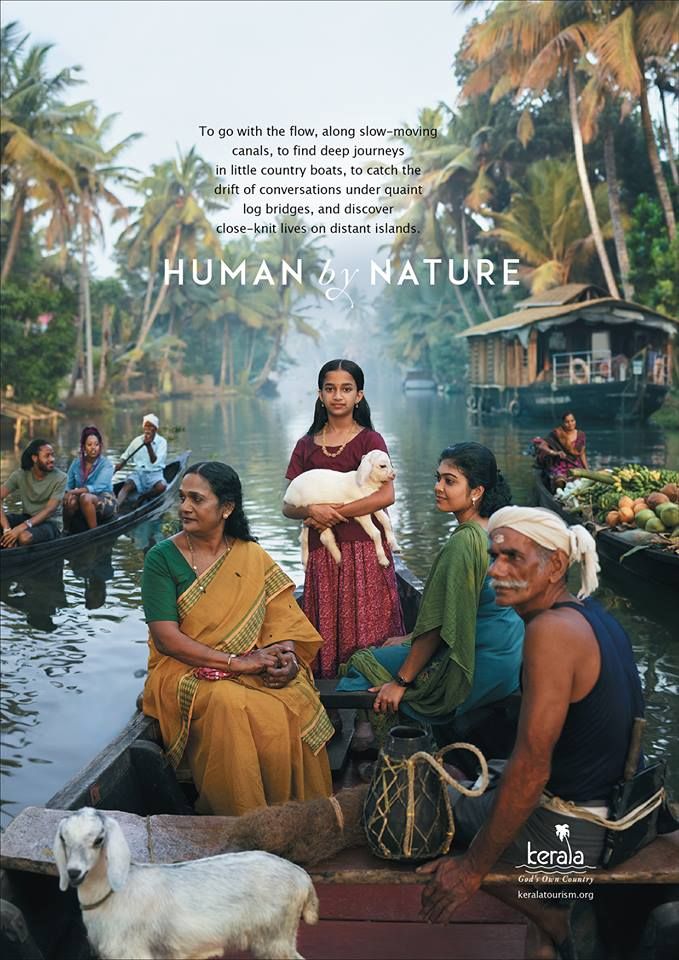 To go with the flow, along slow-moving
canals, to find deep journeys
in little country boats, to catch the
drift of conversations under quaint
log bridges, and discover
close-knit lives on distant islands.
HUMAN by NATURE
kerala
God's Own Country
keralatourism.org